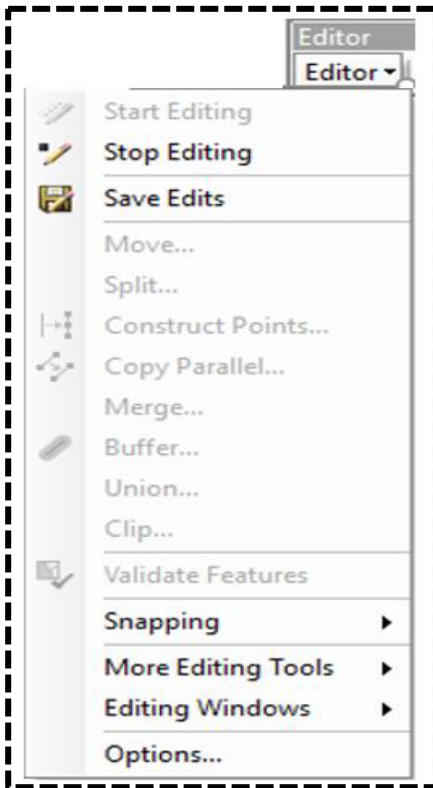 Editor
Editor
Start Editing
Stop Editing
Save Edits
Move...
Split...
Construct Points...
Copy Parallel...
Merge...
Buffer...
Union...
Clip...
Validate Features
Snapping
More Editing Tools
Editing Windows
Options...